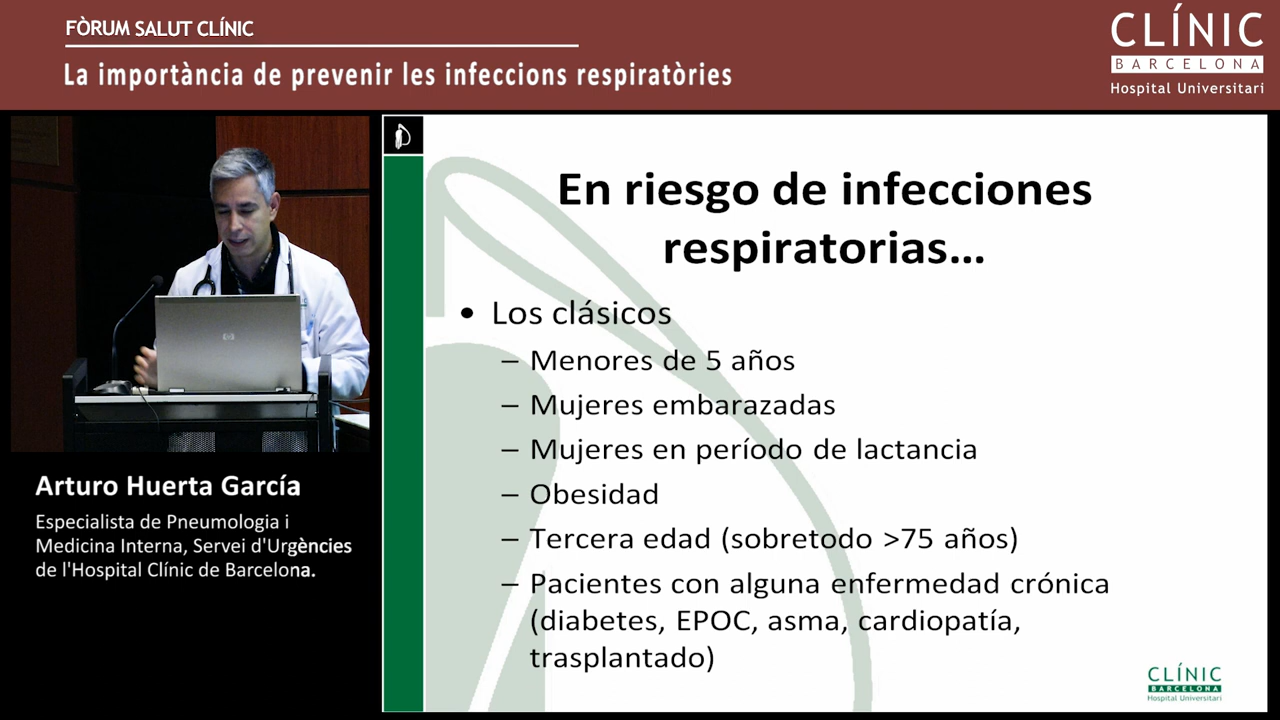 FÒRUM SALUT CLÍNIC
La importància de prevenir les infeccions respiratòries
CLÍNIC
BARCELONA
Hospital Universitari
En riesgo de infecciones
respiratorias...
• Los clásicos
– Menores de 5 años
– Mujeres embarazadas
– Mujeres en período de lactancia
– Obesidad
– Tercera edad (sobretodo >75 años)
– Pacientes con alguna enfermedad crónica
(diabetes, EPOC, asma, cardiopatía,
trasplantado)
hp
Arturo Huerta García
Especialista de Pneumologia i
Medicina Interna, Servei d'Urgències
de l'Hospital Clínic de Barcelona.
CLÍNIC
BARCELONA
Hospital Universitari